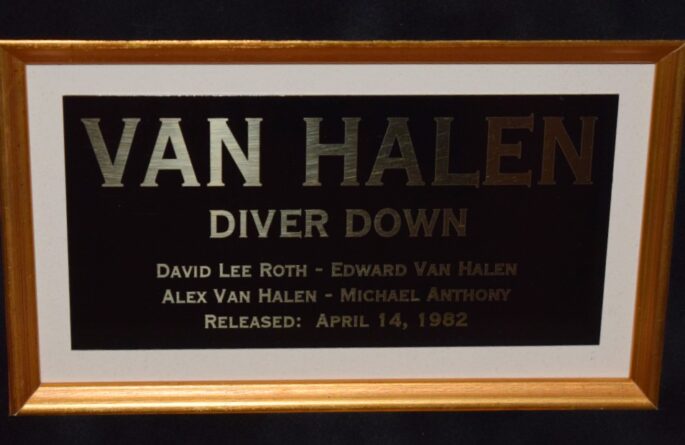 VAN HALEN
DIVER DOWN
DAVID LEE ROTH - EDWARD VAN HALEN
ALEX VAN HALEN - MICHAEL ANTHONY
RELEASED: APRIL 14, 1982